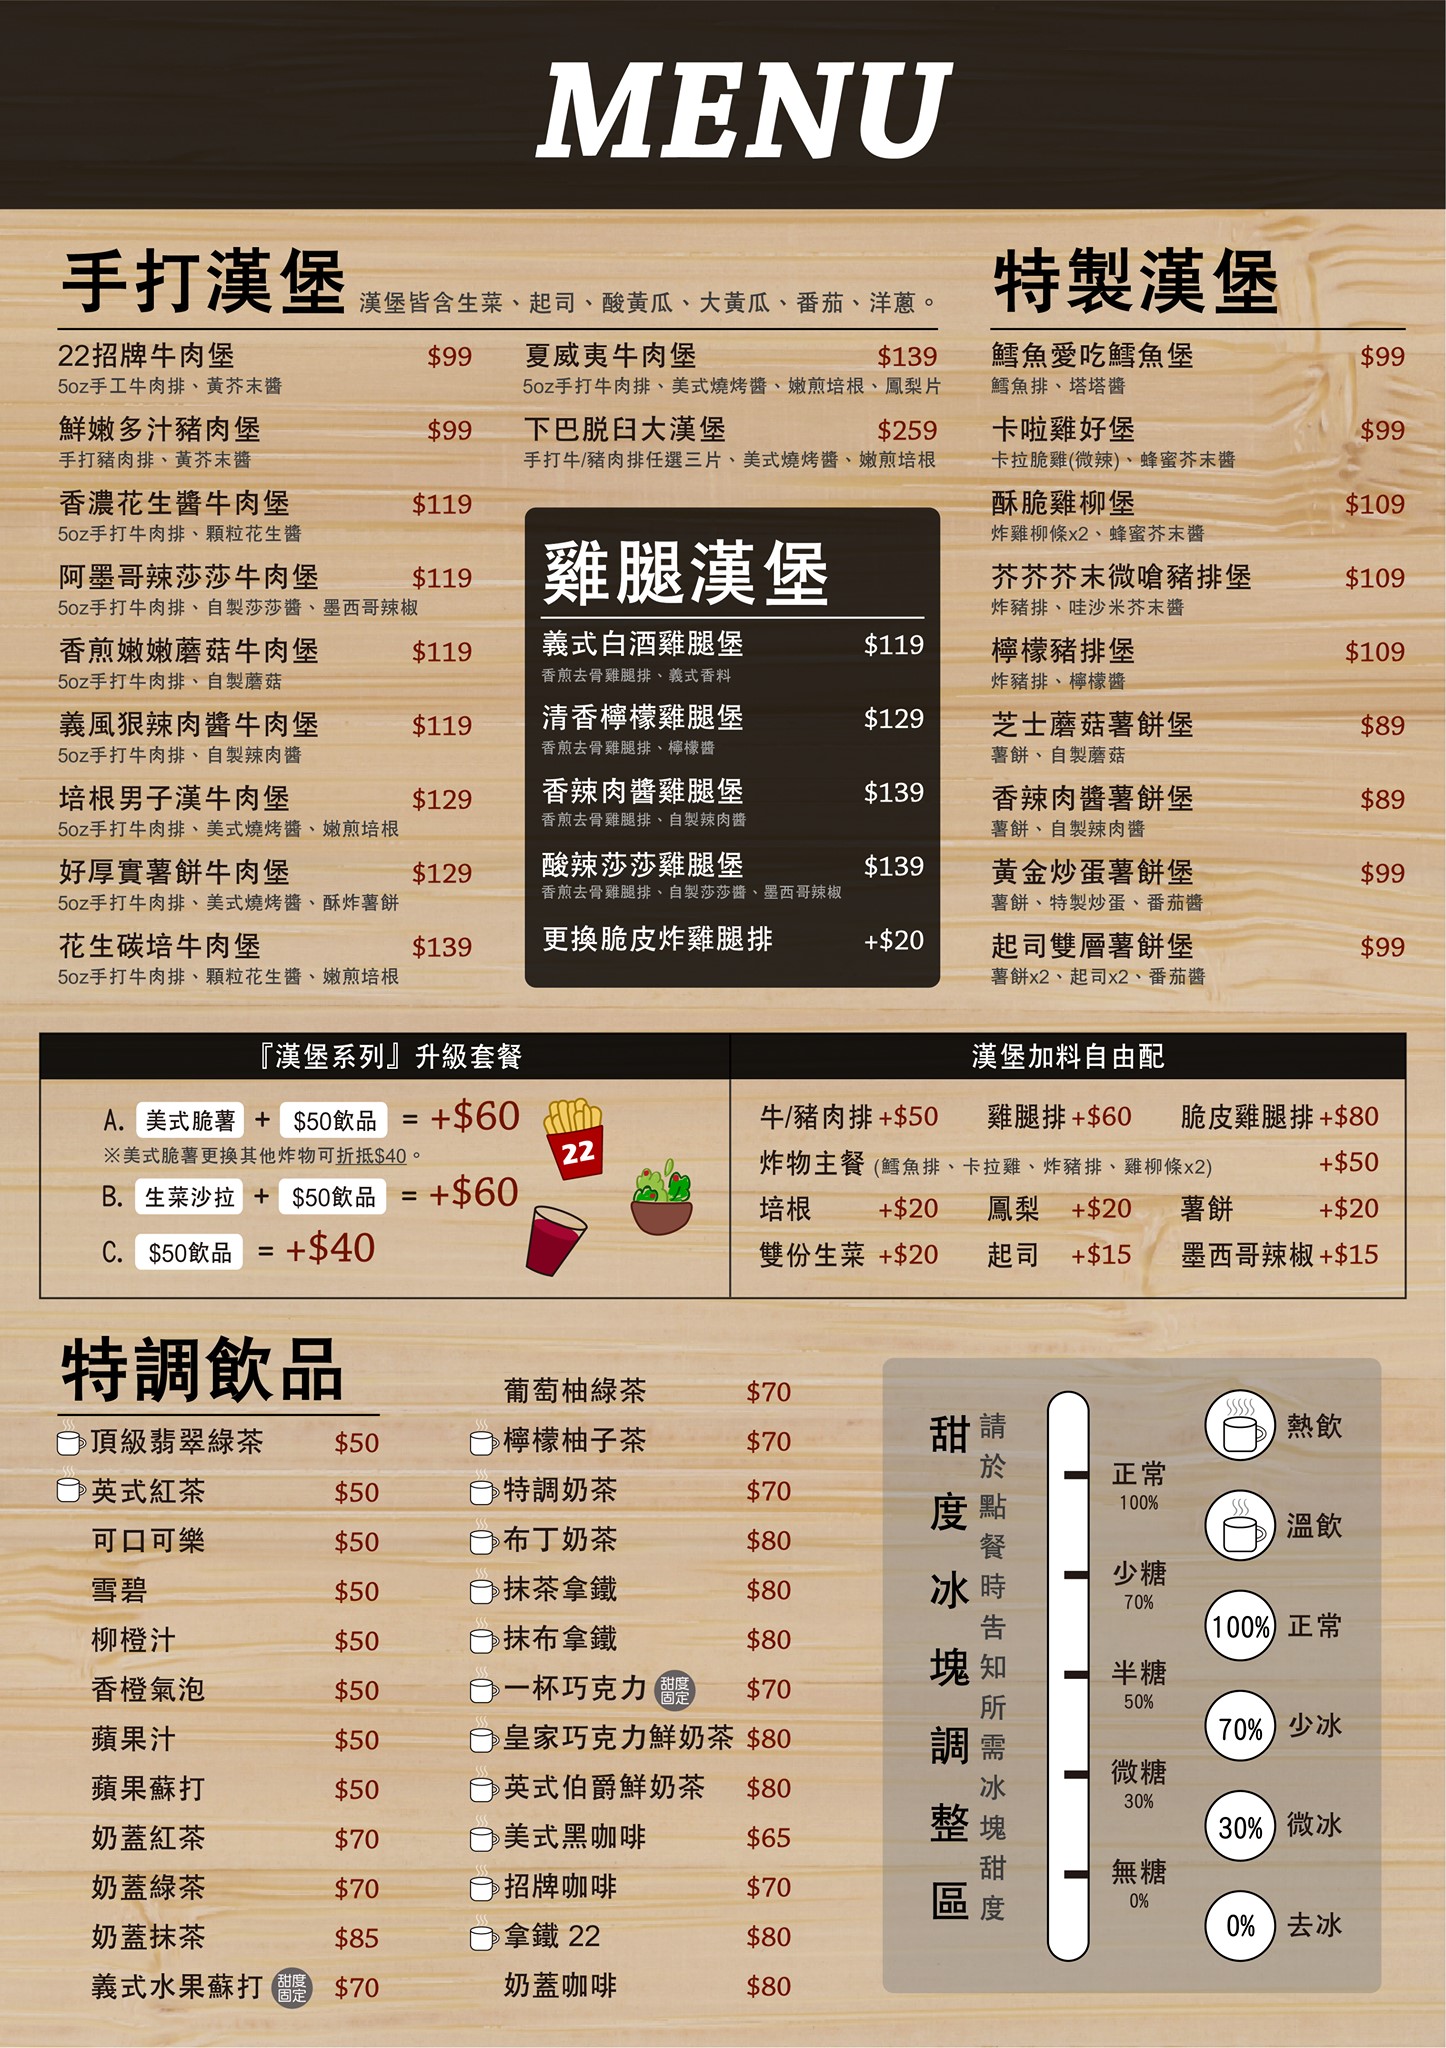 MENU
手打漢堡 漢堡皆含生菜、起司、酸黃瓜、大黃瓜、番茄、洋蔥。
22招牌牛肉堡 $99
5oz手工牛肉排、黃芥末醬
鮮嫩多汁豬肉堡 $99
手打豬肉排、黃芥末醬
香濃花生醬牛肉堡 $119
5oz手打牛肉排、顆粒花生醬
阿墨哥辣莎莎牛肉堡 $119
5oz手打牛肉排、自製莎莎醬、墨西哥辣椒
香煎嫩嫩蘑菇牛肉堡 $119
5oz手打牛肉排、自製蘑菇
義風狠辣肉醬牛肉堡 $119
5oz手打牛肉排、自製辣肉醬
培根男子漢牛肉堡 $129
5oz手打牛肉排、美式燒烤醬、嫩煎培根
好厚實薯餅牛肉堡 $129
5oz手打牛肉排、美式燒烤醬、酥炸薯餅
花生碳培牛肉堡 $139
5oz手打牛肉排、顆粒花生醬、嫩煎培根
夏威夷牛肉堡 $139
5oz手打牛肉排、美式燒烤醬、嫩煎培根、鳳梨片
下巴脱臼大漢堡 $259
手打牛/豬肉排任選三片、美式燒烤醬、嫩煎培根
雞腿漢堡
義式白酒雞腿堡 $119
香煎去骨雞腿排、義式香料
清香檸檬雞腿堡 $129
香煎去骨雞腿排、檸檬醬
香辣肉醬雞腿堡 $139
香煎去骨雞腿排、自製辣肉醬
酸辣莎莎雞腿堡 $139
香煎去骨雞腿排、自製莎莎醬、墨西哥辣椒
更換脆皮炸雞腿排 +$20
特製漢堡
鱈魚愛吃鱈魚堡 $99
鱈魚排、塔塔醬
卡啦雞好堡 $99
卡拉脆雞(微辣)、蜂蜜芥末醬
酥脆雞柳堡 $109
炸雞柳條x2、蜂蜜芥末醬
芥芥芥末微嗆豬排堡 $109
炸豬排、哇沙米芥末醬
檸檬豬排堡 $109
炸豬排、檸檬醬
芝士蘑菇薯餅堡 $89
薯餅、自製蘑菇
香辣肉醬薯餅堡 $89
薯餅、自製辣肉醬
黃金炒蛋薯餅堡 $99
薯餅、特製炒蛋、番茄醬
起司雙層薯餅堡 $99
薯餅x2、起司x2、番茄醬
『漢堡系列』升級套餐
A. 美式脆薯 + $50飲品 = +$60
※美式脆薯更換其他炸物可折抵$40。
B. 生菜沙拉 + $50飲品 = +$60
C. $50飲品 = +$40
22
漢堡加料自由配
牛/豬肉排 +$50 雞腿排 +$60 脆皮雞腿排 +$80
炸物主餐 (鱈魚排、卡拉雞、炸豬排、雞柳條x2) +$50
培根 +$20 鳳梨 +$20 薯餅 +$20
雙份生菜 +$20 起司 +$15 墨西哥辣椒 +$15
特調飲品
頂級翡翠綠茶 $50
英式紅茶 $50
可口可樂 $50
雪碧 $50
柳橙汁 $50
香橙氣泡 $50
蘋果汁 $50
蘋果蘇打 $50
奶蓋紅茶 $70
奶蓋綠茶 $70
奶蓋抹茶 $85
義式水果蘇打 甜度固定 $70
葡萄柚綠茶 $70
檸檬柚子茶 $70
特調奶茶 $70
布丁奶茶 $80
抹茶拿鐵 $80
抹布拿鐵 $80
一杯巧克力 甜度固定 $70
皇家巧克力鮮奶茶 $80
英式伯爵鮮奶茶 $80
美式黑咖啡 $65
招牌咖啡 $70
拿鐵 22 $80
奶蓋咖啡 $80
甜度冰塊調整區
請於點餐時告知所需冰塊甜度
正常
100%
少糖
70%
半糖
50%
微糖
30%
無糖
0%
熱飲
溫飲
100% 正常
70% 少冰
30% 微冰
0% 去冰